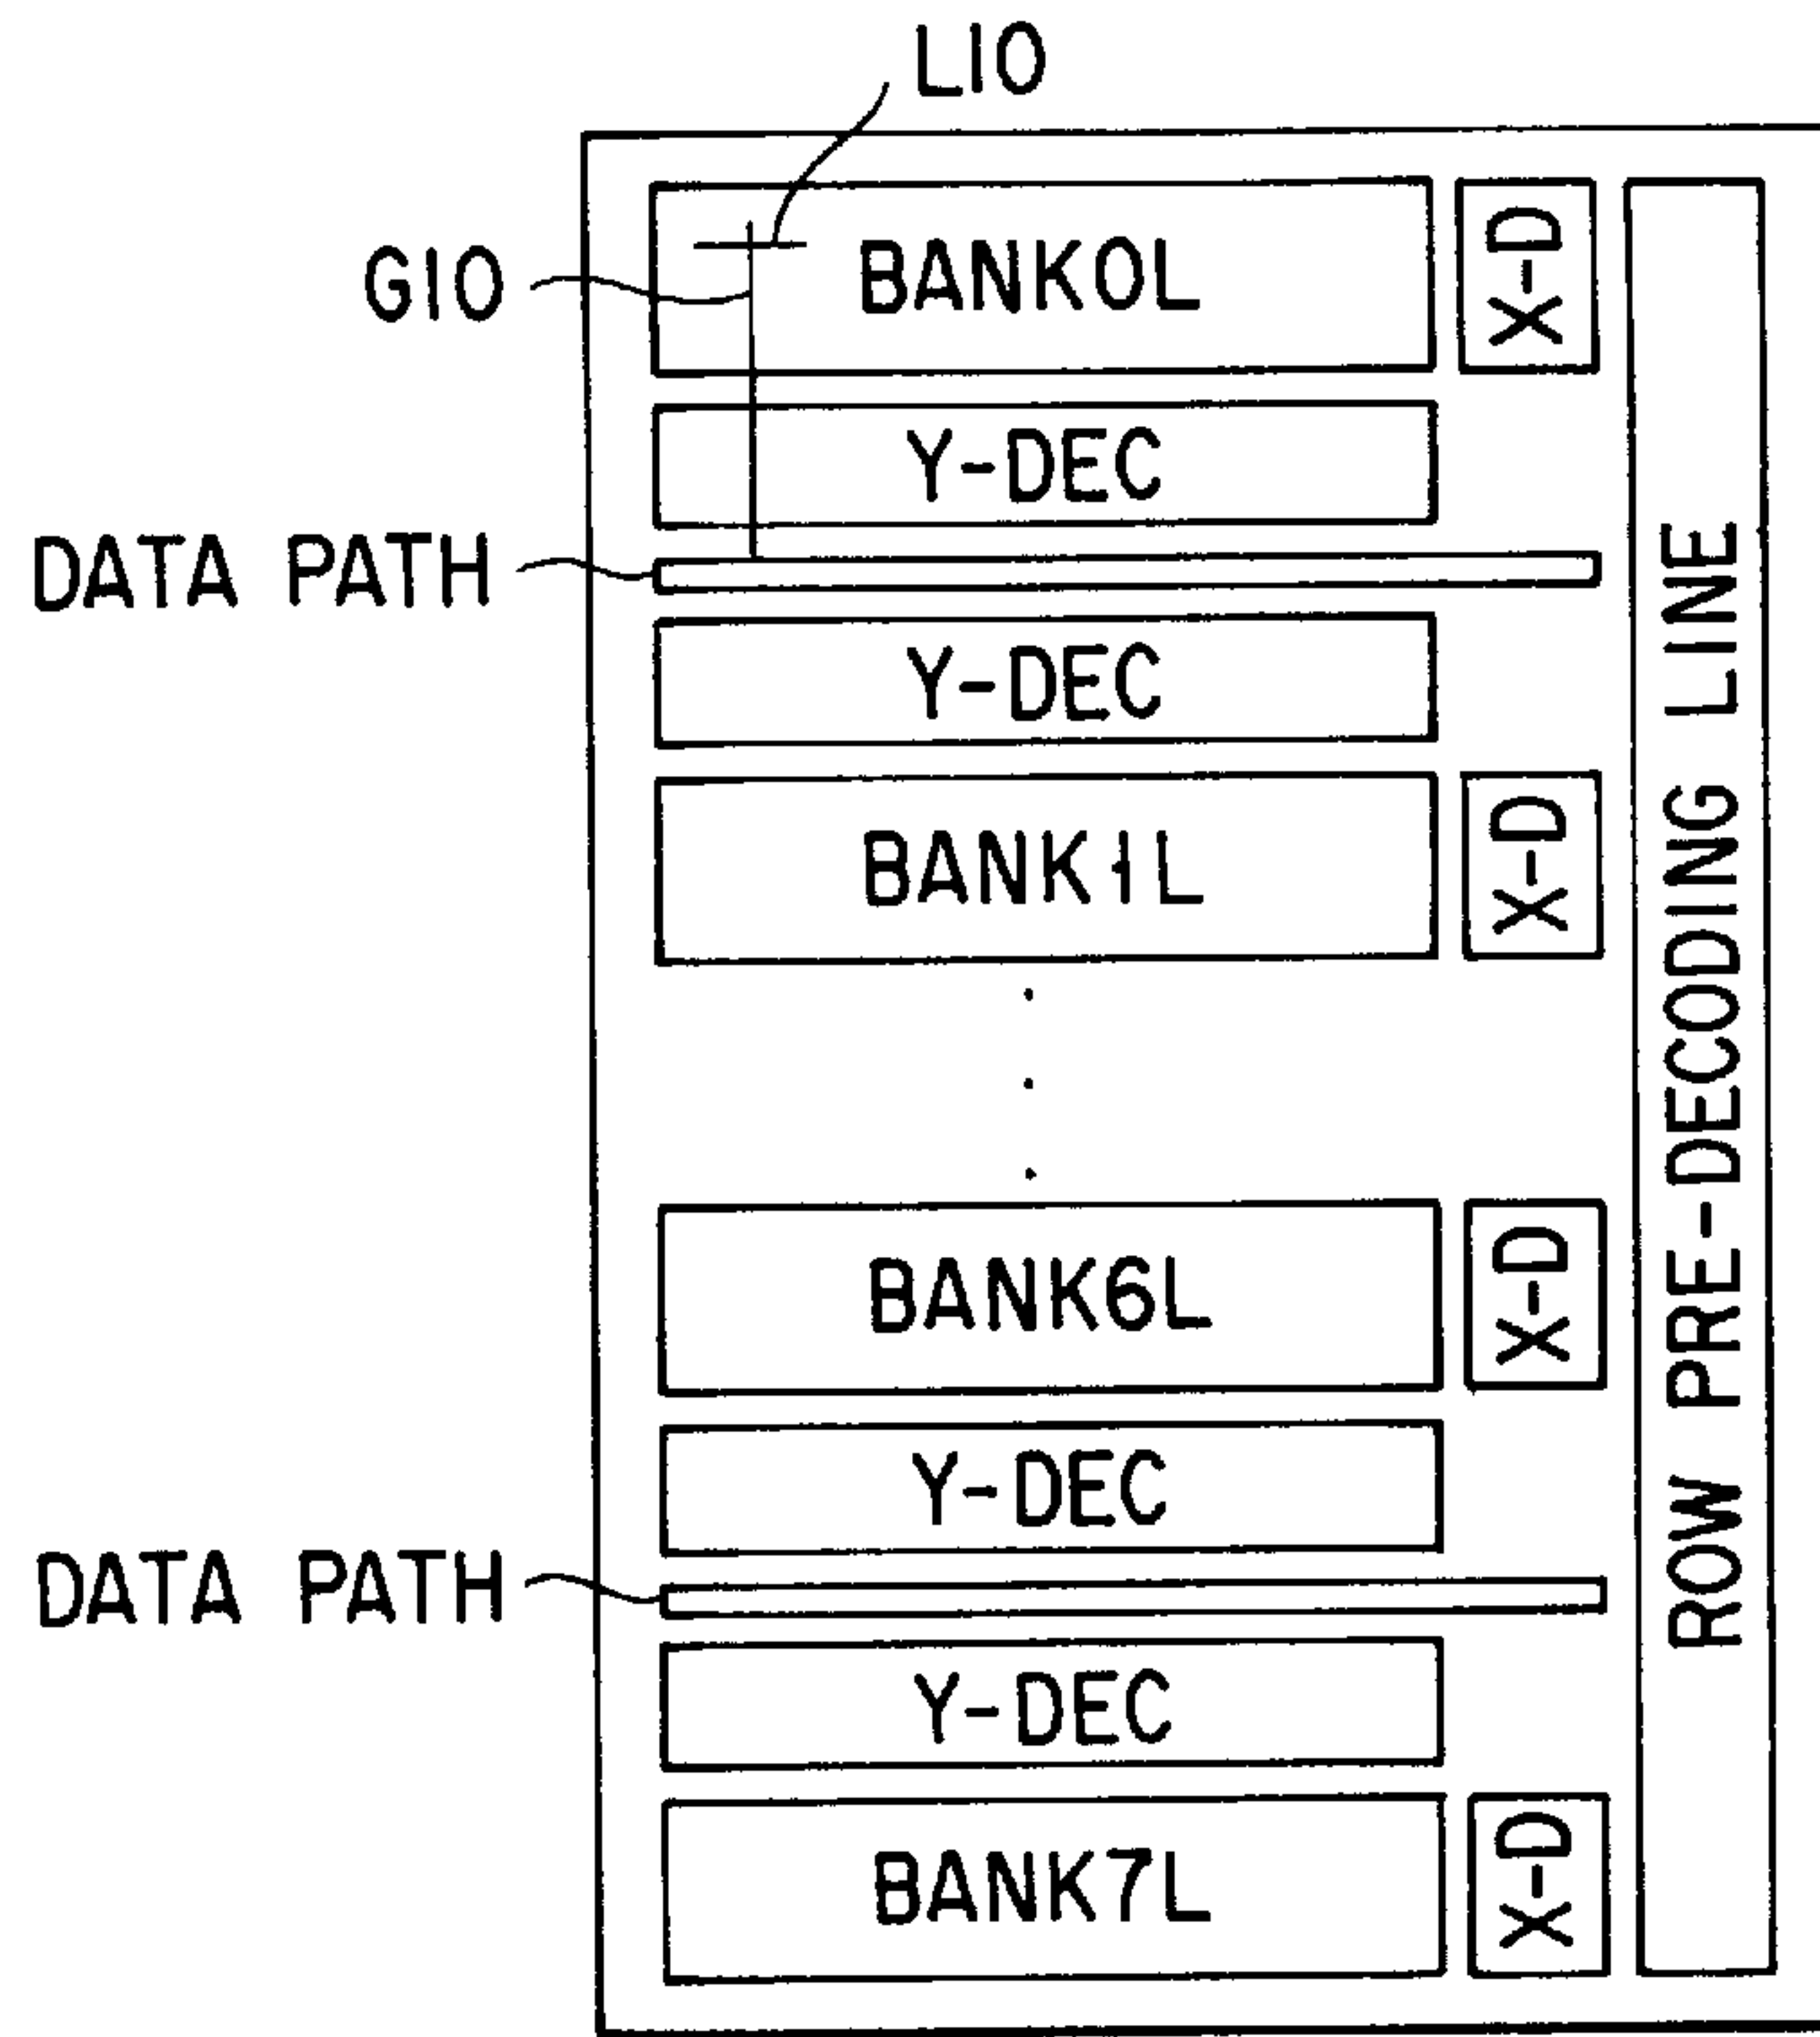 LIO
GIO
BANK0L
X-D
Y-DEC
DATA PATH
Y-DEC
BANK1L
X-D
ROW PRE-DECODING LINE
BANK6L
X-D
Y-DEC
DATA PATH
Y-DEC
BANK7L
X-D